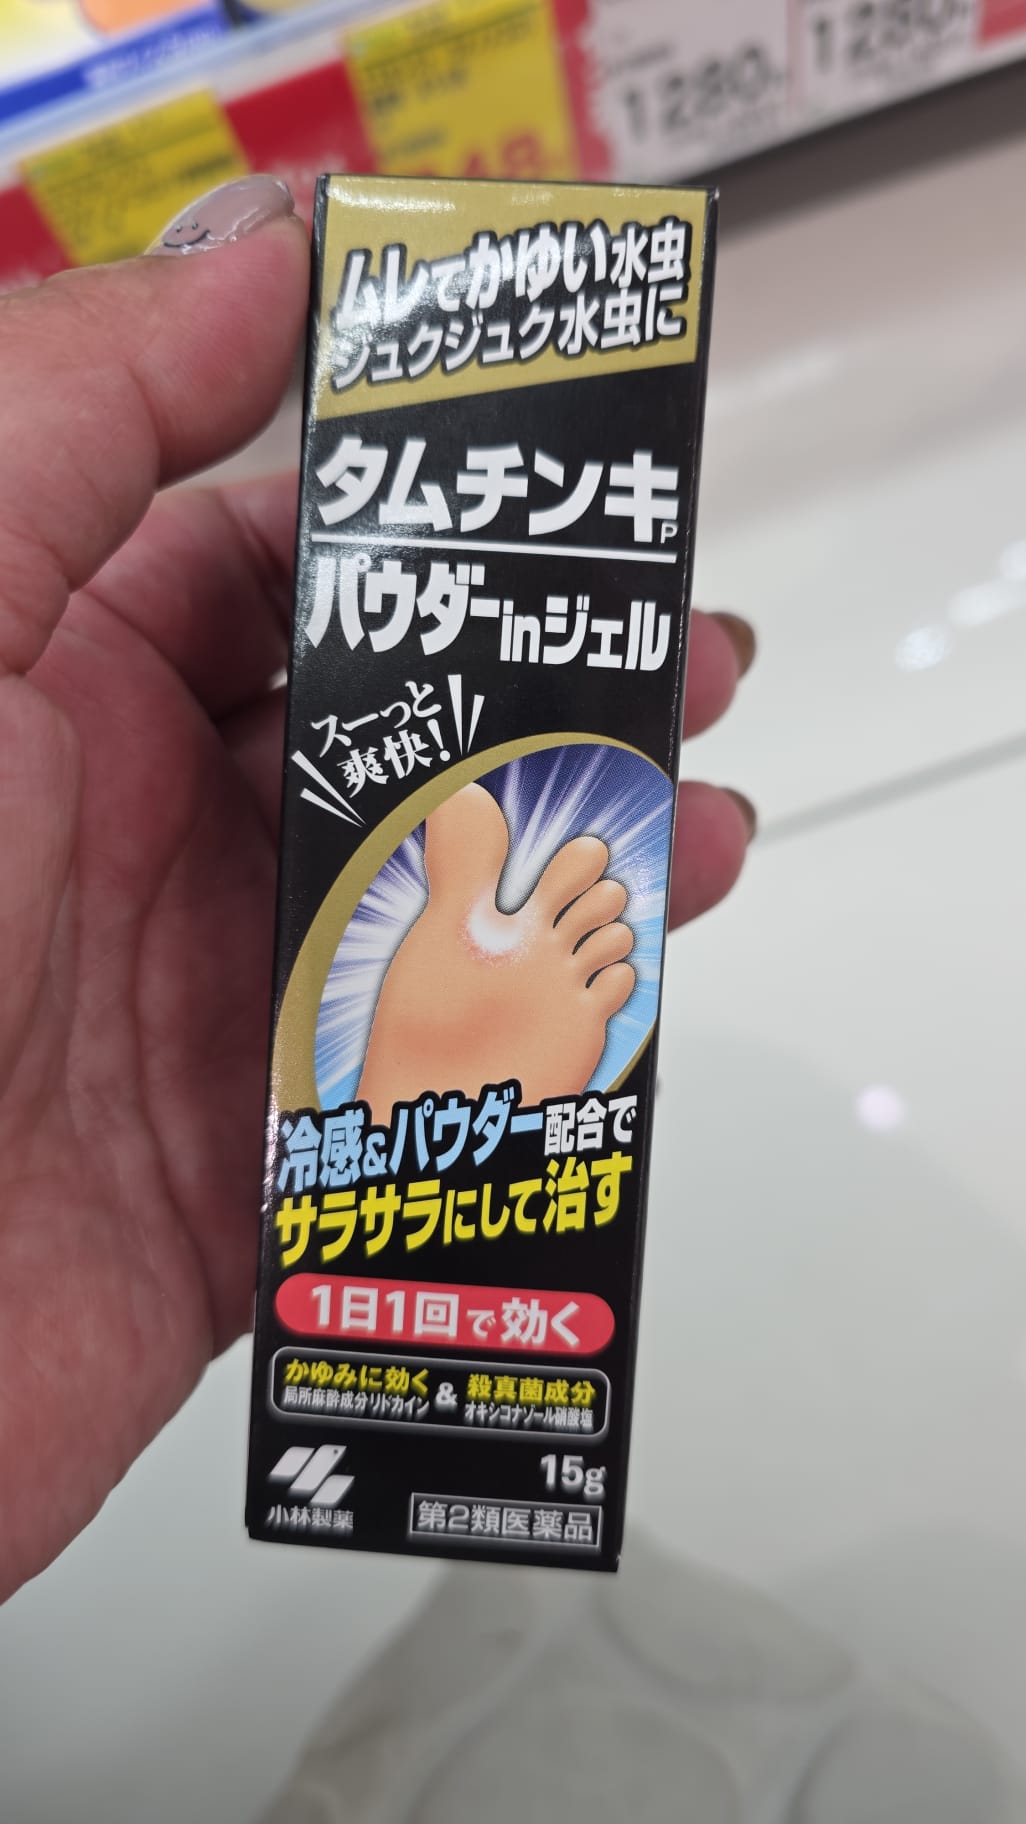 1280
1280
ムレてかゆい水虫
ジュクジュク水虫に
タムチンキP
パウダーinジェル
スーっと
爽快!
冷感&パウダー配合で
サラサラにして治す
1日1回で効く
かゆみに効く
局所麻酔成分リドカイン
&
殺真菌成分
オキシコナゾール硝酸塩
15g
小林製薬
第2類医薬品